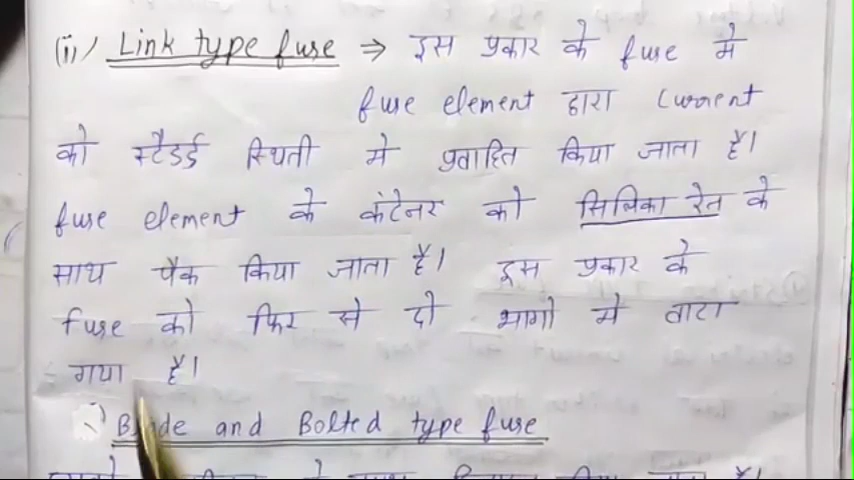 (ii) Link type fuse ⇒ इस प्रकार के fuse मे
fuse element द्वारा Current
को स्टैडर्ड स्थिती मे प्रवाहित किया जाता है।
fuse element के कंटेनर को सिलिका रेत के
साथ पैक किया जाता है। इस प्रकार के
fuse को फिर से दो भागो मे वाटा
गया है।
i) Blade and Bolted type fuse